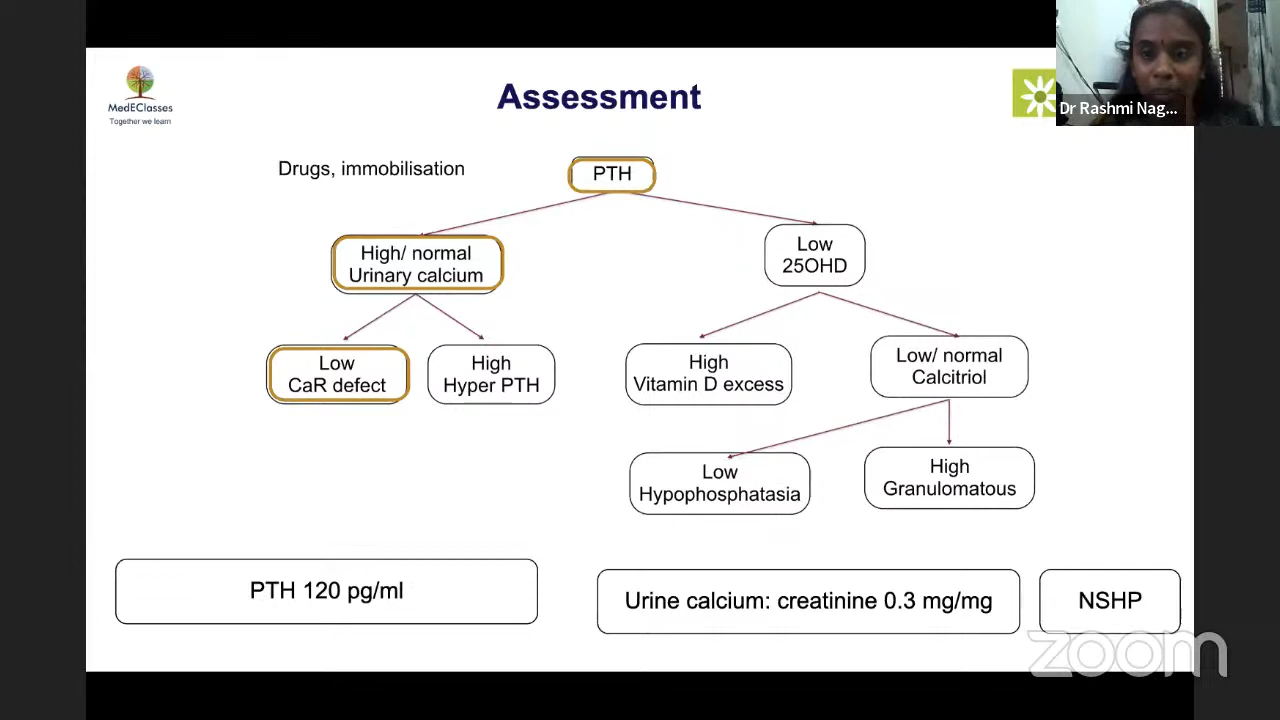 MedEClasses
Together we learn
Assessment
Dr Rashmi Nag...
Drugs, immobilisation
PTH
High/ normal
Urinary calcium
Low
25OHD
Low
CaR defect
High
Hyper PTH
High
Vitamin D excess
Low/ normal
Calcitriol
Low
Hypophosphatasia
High
Granulomatous
PTH 120 pg/ml
Urine calcium: creatinine 0.3 mg/mg
NSHP
zoom